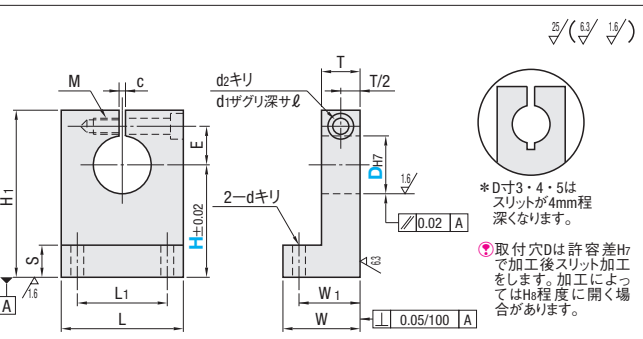 25 ( 6.3 1.6 )
M
c
d2キリ
d1ザグリ深サℓ
T
T/2
E
H1
H±0.02
DH7
1.6
// 0.02 A
2-dキリ
S
6.3
1.6
A
L1
L
W1
W
⊥ 0.05/100 A
*D寸3・4・5は
スリットが4mm程
深くなります。
取付穴Dは許容差H7
で加工後スリット加工
をします。加工によっ
てはH8程度に開く場
合があります。